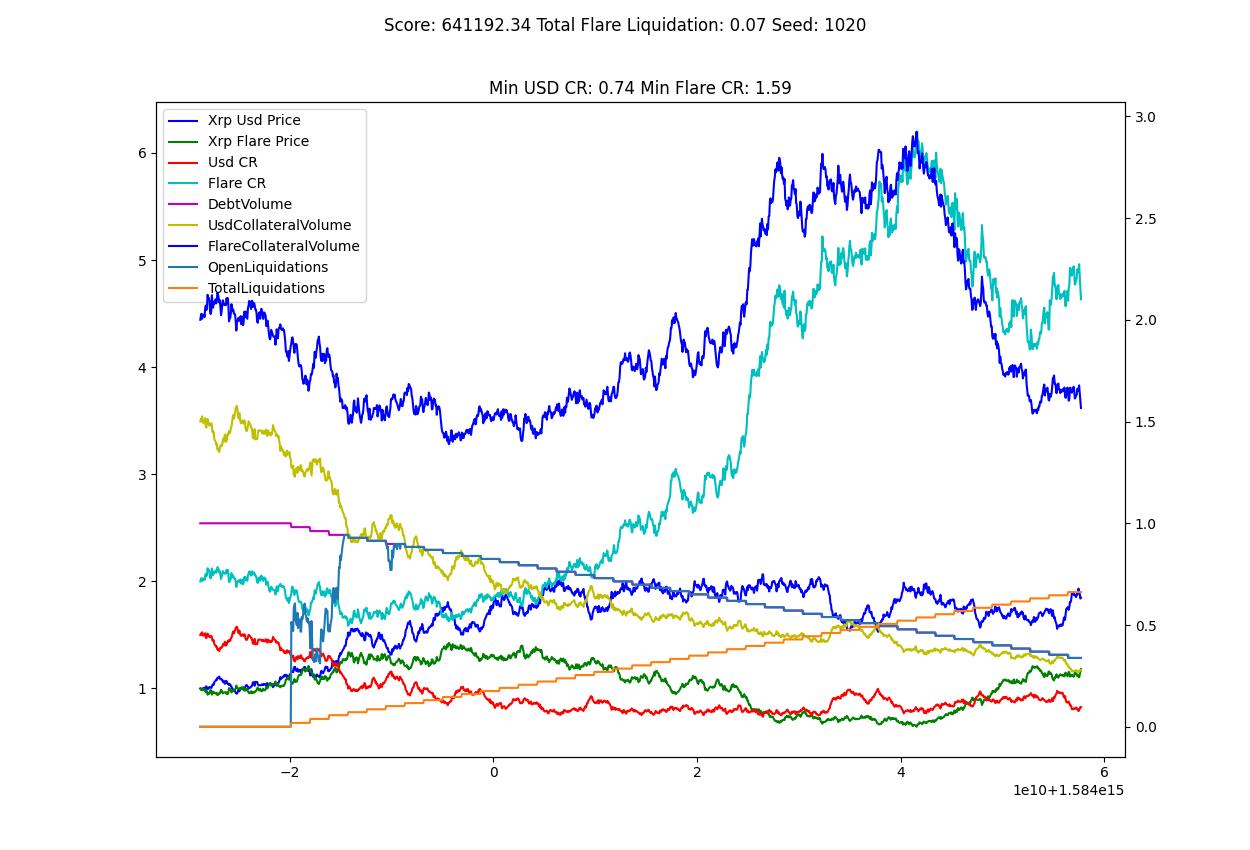 Score: 641192.34 Total Flare Liquidation: 0.07 Seed: 1020
Min USD CR: 0.74 Min Flare CR: 1.59
Xrp Usd Price
Xrp Flare Price
Usd CR
Flare CR
DebtVolume
UsdCollateralVolume
FlareCollateralVolume
OpenLiquidations
TotalLiquidations
6
5
4
3
2
1
3.0
2.5
2.0
1.5
1.0
0.5
0.0
−2
0
2
4
6
1e10+1.584e15